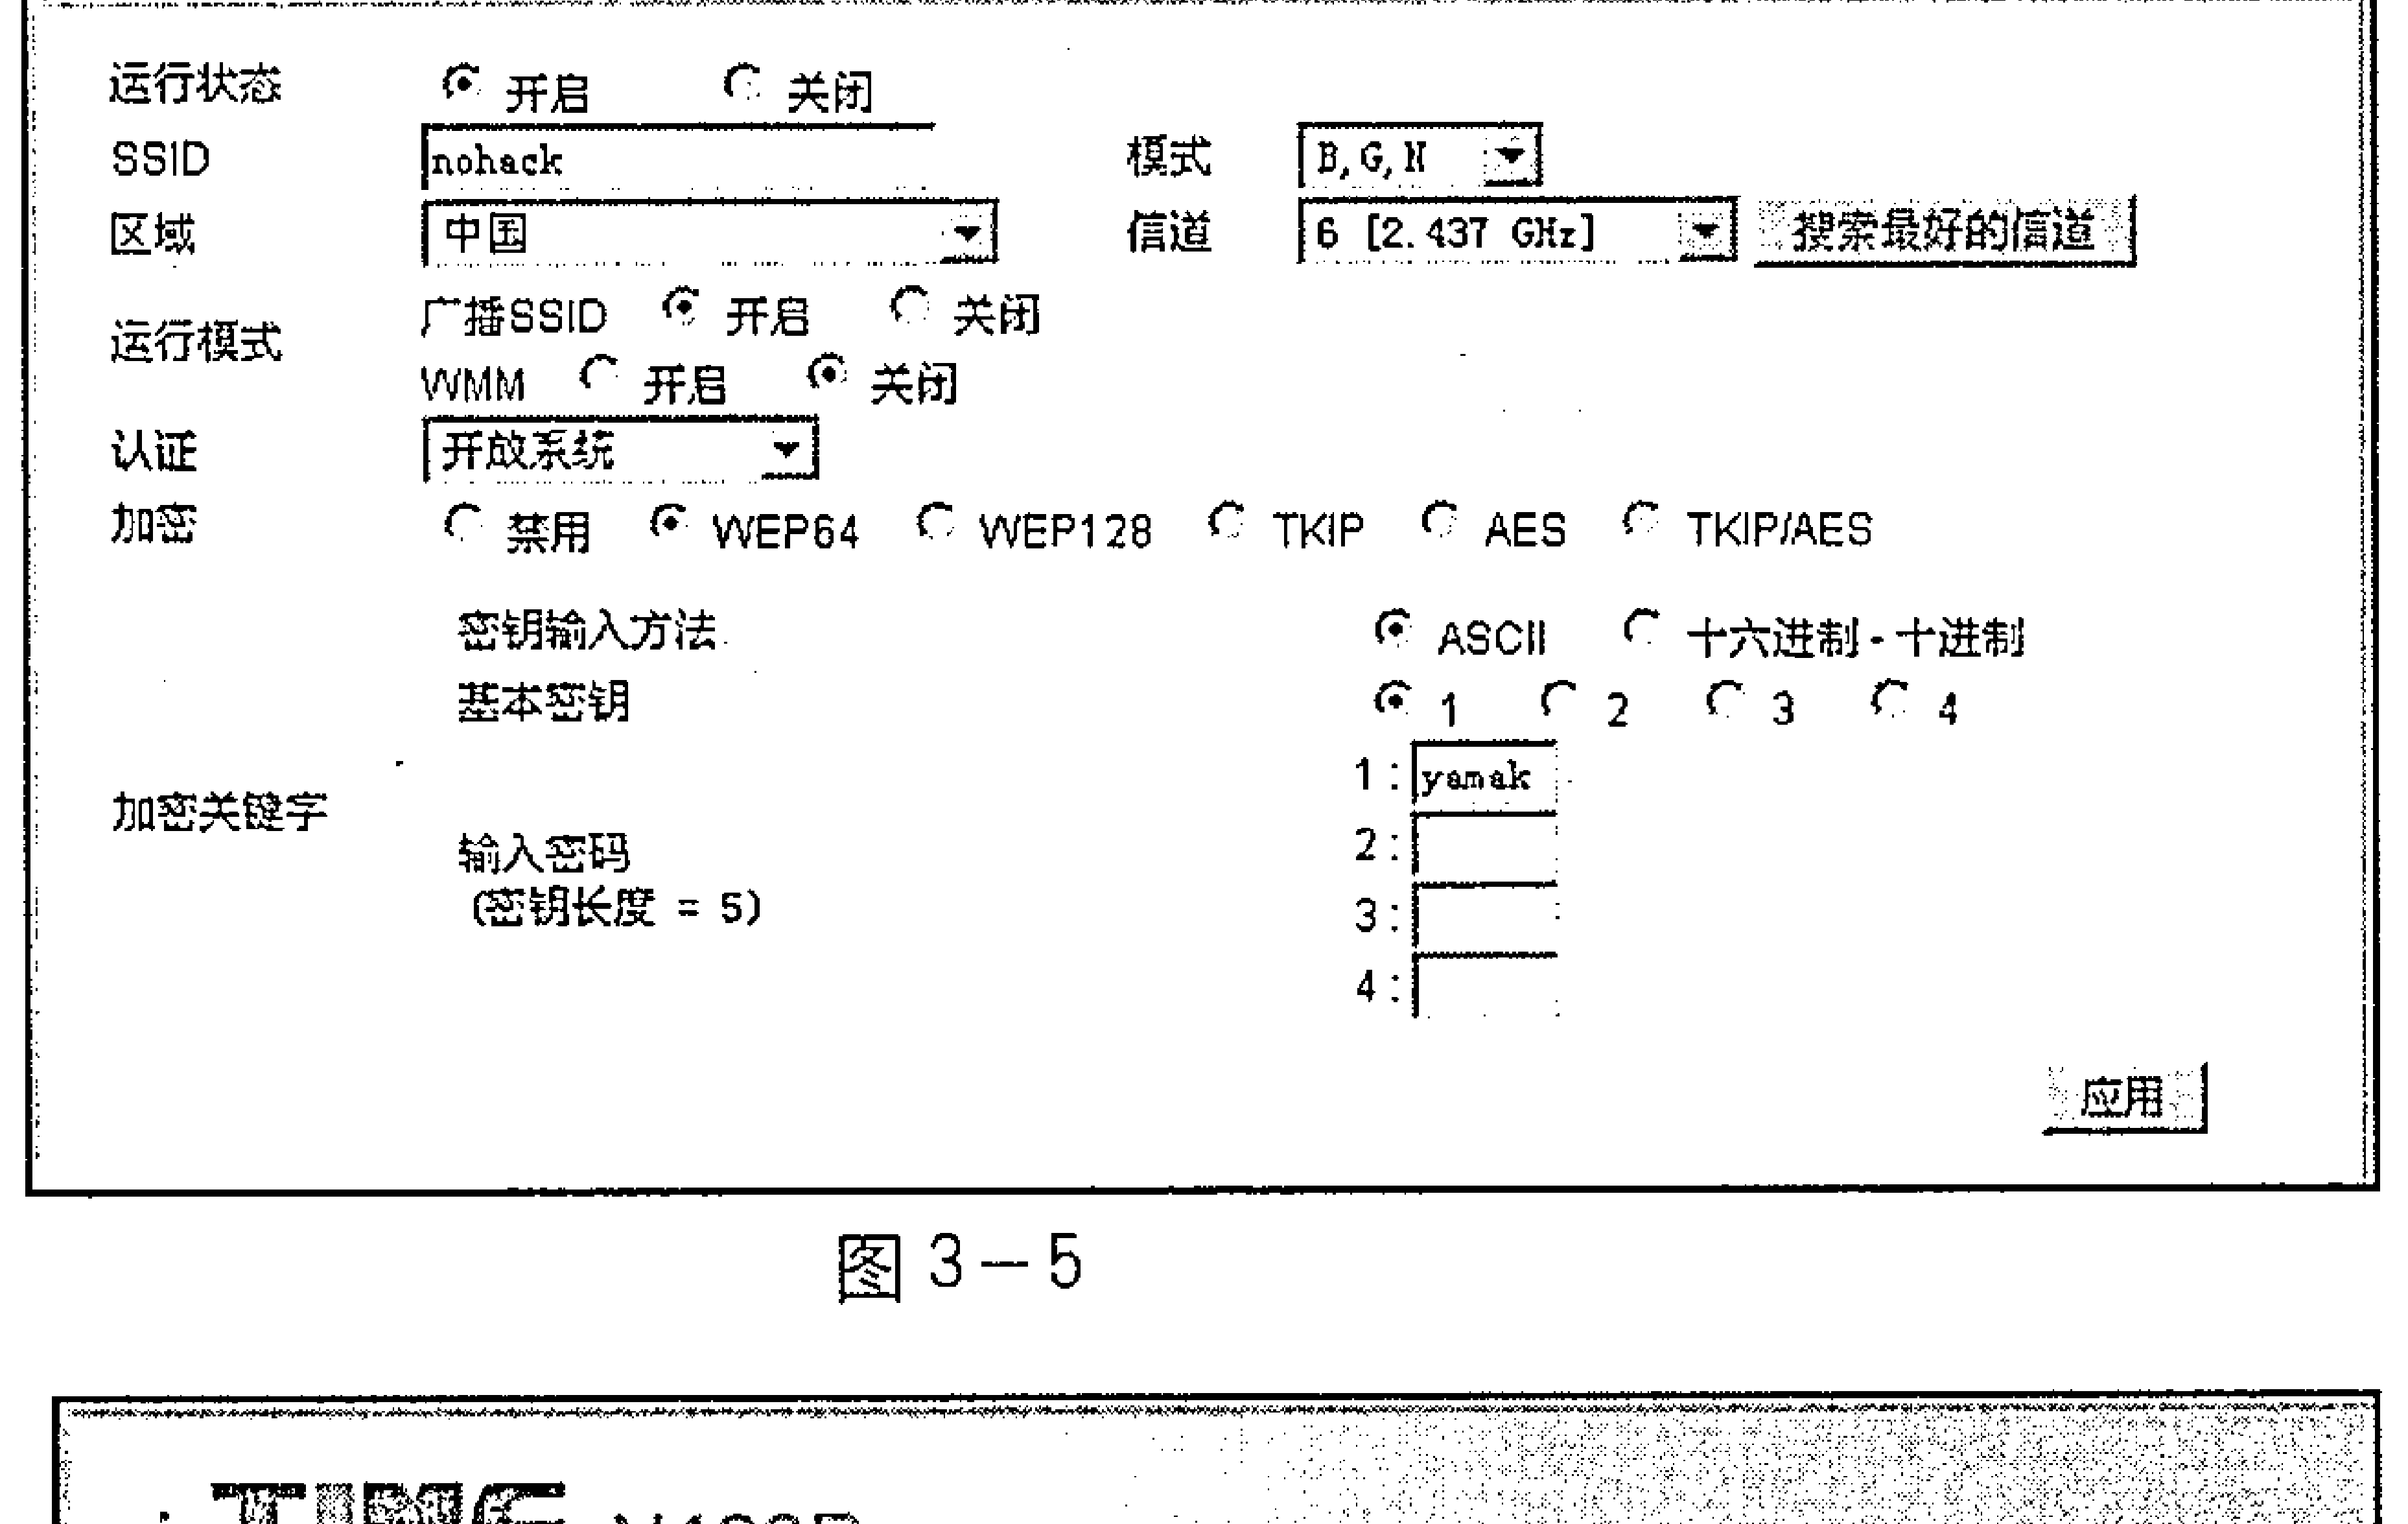 运行状态 开启 关闭
SSID nohack 模式 B,G,N
区域 中国 信道 6 [2.437 GHz] 搜索最好的信道
运行模式 广播SSID 开启 关闭
WMM 开启 关闭
认证 开放系统
加密 禁用 WEP64 WEP128 TKIP AES TKIP/AES
密钥输入方法 ASCII 十六进制-十进制
基本密钥 1 2 3 4
加密关键字
输入密码
(密钥长度 = 5)
1: yamak
2:
3:
4:
应用
图 3-5